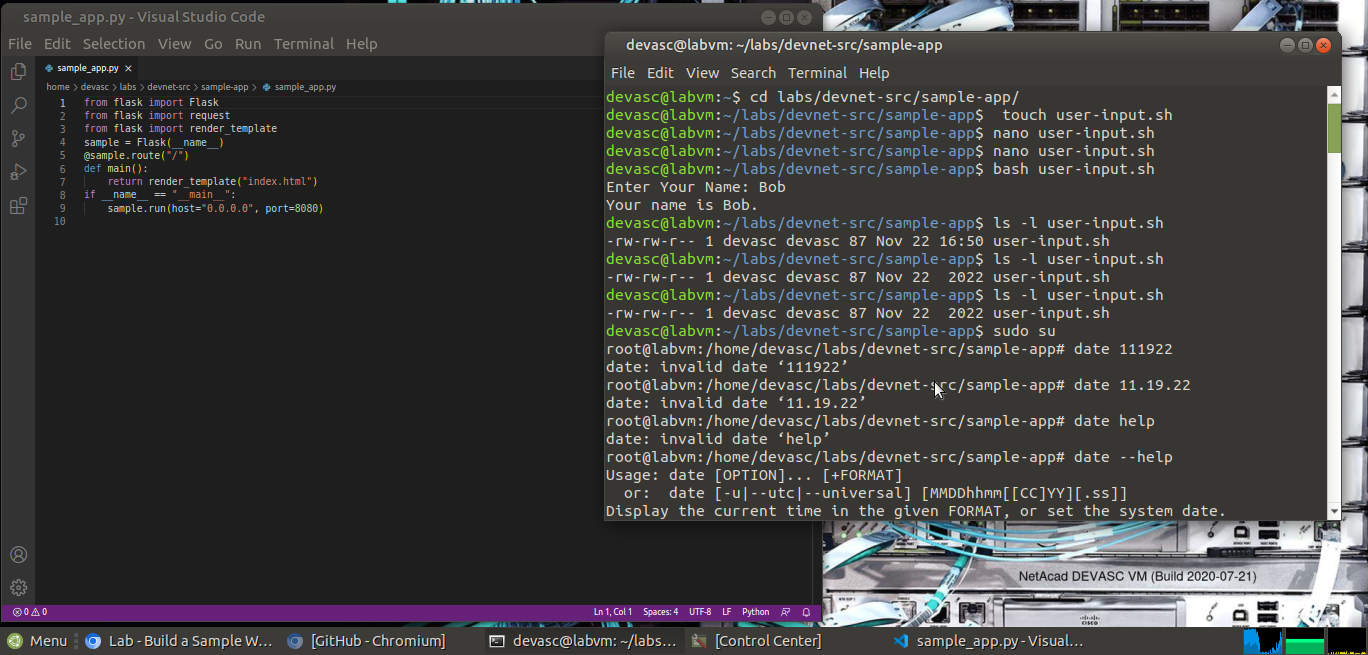 sample_app.py - Visual Studio Code
File Edit Selection View Go Run Terminal Help
sample_app.py ×
home > devasc > labs > devnet-src > sample-app > sample_app.py
1 from flask import Flask
2 from flask import request
3 from flask import render_template
4 sample = Flask(__name__)
5 @sample.route("/")
6 def main():
7     return render_template("index.html")
8 if __name__ == "__main__":
9     sample.run(host="0.0.0.0", port=8080)
10
0 0
Ln 1, Col 1 Spaces: 4 UTF-8 LF Python
devasc@labvm: ~/labs/devnet-src/sample-app
File Edit View Search Terminal Help
devasc@labvm:~$ cd labs/devnet-src/sample-app/
devasc@labvm:~/labs/devnet-src/sample-app$  touch user-input.sh
devasc@labvm:~/labs/devnet-src/sample-app$ nano user-input.sh
devasc@labvm:~/labs/devnet-src/sample-app$ nano user-input.sh
devasc@labvm:~/labs/devnet-src/sample-app$ bash user-input.sh
Enter Your Name: Bob
Your name is Bob.
devasc@labvm:~/labs/devnet-src/sample-app$ ls -l user-input.sh
-rw-rw-r-- 1 devasc devasc 87 Nov 22 16:50 user-input.sh
devasc@labvm:~/labs/devnet-src/sample-app$ ls -l user-input.sh
-rw-rw-r-- 1 devasc devasc 87 Nov 22  2022 user-input.sh
devasc@labvm:~/labs/devnet-src/sample-app$ ls -l user-input.sh
-rw-rw-r-- 1 devasc devasc 87 Nov 22  2022 user-input.sh
devasc@labvm:~/labs/devnet-src/sample-app$ sudo su
root@labvm:/home/devasc/labs/devnet-src/sample-app# date 111922
date: invalid date ‘111922’
root@labvm:/home/devasc/labs/devnet-src/sample-app# date 11.19.22
date: invalid date ‘11.19.22’
root@labvm:/home/devasc/labs/devnet-src/sample-app# date help
date: invalid date ‘help’
root@labvm:/home/devasc/labs/devnet-src/sample-app# date --help
Usage: date [OPTION]... [+FORMAT]
  or:  date [-u|--utc|--universal] [MMDDhhmm[[CC]YY][.ss]]
Display the current time in the given FORMAT, or set the system date.
NetAcad DEVASC VM (Build 2020-07-21)
CISCO
Menu Lab - Build a Sample W... [GitHub - Chromium] devasc@labvm: ~/labs... [Control Center] sample_app.py - Visual...